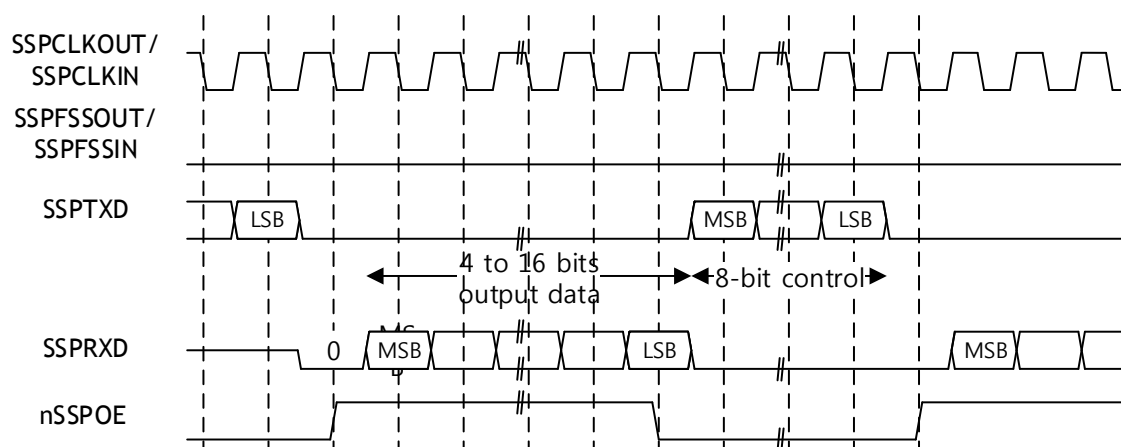 SSPCLKOUT/
SSPCLKIN
SSPFSSOUT/
SSPFSSIN
SSPTXD
LSB
MSB
LSB
4 to 16 bits
output data
8-bit control
SSPRXD
0
MS
B
MSB
LSB
MSB
nSSPOE